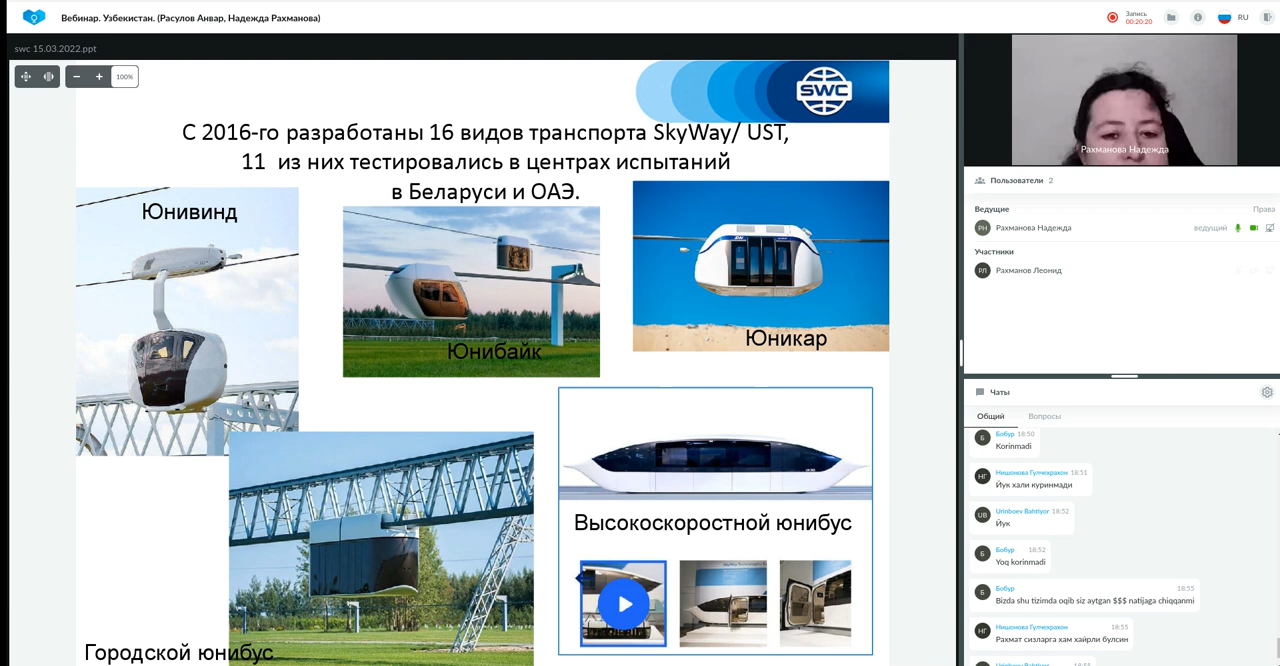 Вебинар. Узбекистан. (Расулов Анвар, Надежда Рахманова)
Запись
00:20:20
RU
swc 15.03.2022.ppt
100%
SWC
С 2016-го разработаны 16 видов транспорта SkyWay/ UST,
11 из них тестировались в центрах испытаний
в Беларуси и ОАЭ.
Юнивинд
Юнибайк
Юникар
Высокоскоростной юнибус
Городской юнибус
Рахманова Надежда
Пользователи 2
Ведущие
Права
РН
Рахманова Надежда
ведущий
Участники
РЛ
Рахманов Леонид
Чаты
Общий
Вопросы
Б
Бобур 18:50
Korinmadi
НГ
Нишонова Гулчехрахон 18:51
Йук хали куринмади
UB
Urinboev Bahtiyor 18:52
Йук
Б
Бобур 18:52
Yoq korinmadi
Б
Бобур 18:55
Bizda shu tizimda oqib siz aytgan $$$ natijaga chiqqanmi
НГ
Нишонова Гулчехрахон 18:55
Рахмат сизларга хам хайрли булсин
Urinboev Bahtiyor 18:55